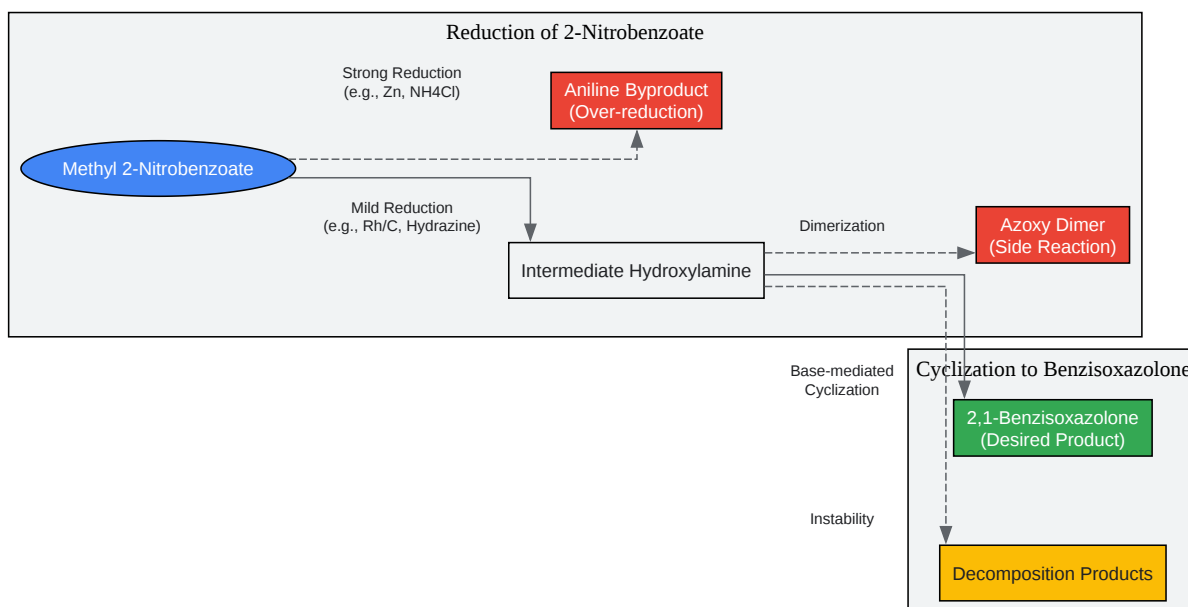 Reduction of 2-Nitrobenzoate
Strong Reduction
(e.g., Zn, NH4Cl)
Aniline Byproduct
(Over-reduction)
Methyl 2-Nitrobenzoate
Mild Reduction
(e.g., Rh/C, Hydrazine)
Intermediate Hydroxylamine
Dimerization
Azoxy Dimer
(Side Reaction)
Cyclization to Benzisoxazolone
Base-mediated
Cyclization
2,1-Benzisoxazolone
(Desired Product)
Instability
Decomposition Products